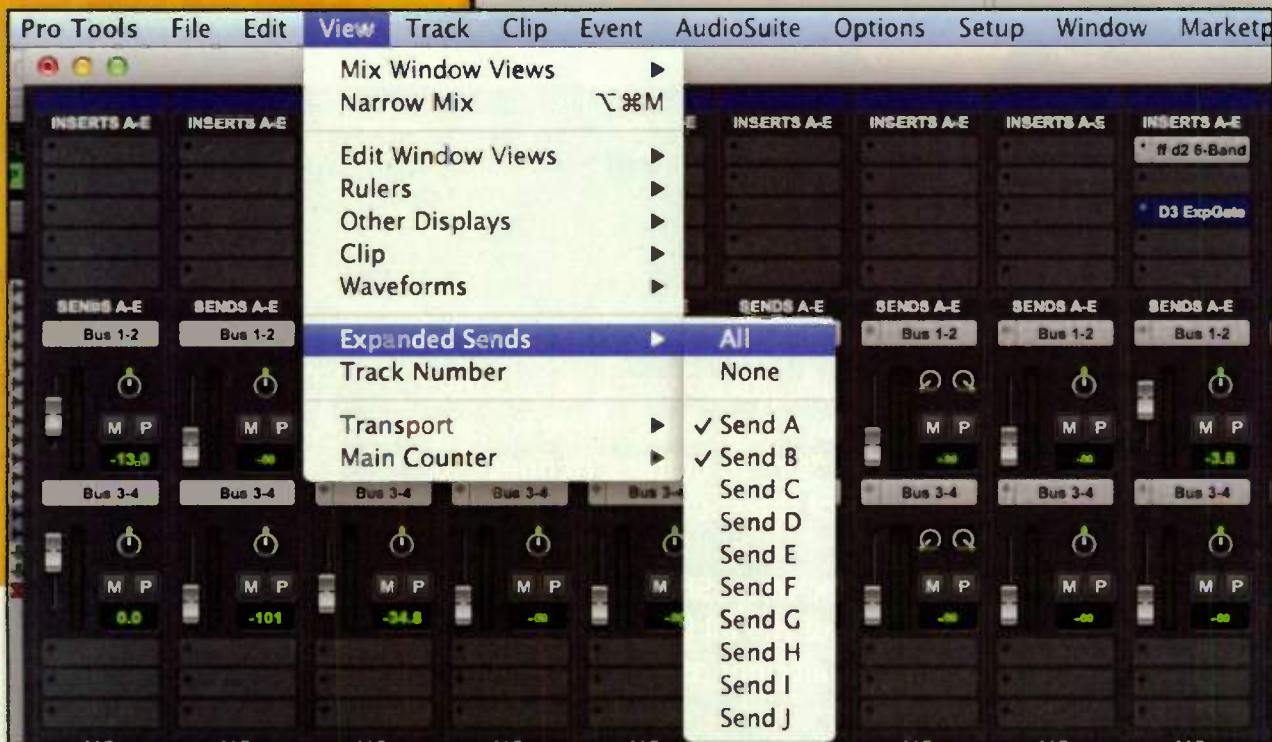 Pro Tools File Edit View Track Clip Event AudioSuite Options Setup Window Marketp
Mix Window Views
Narrow Mix ⌥⌘M
Edit Window Views
Rulers
Other Displays
Clip
Waveforms
Expanded Sends
Track Number
Transport
Main Counter
All
None
✓ Send A
✓ Send B
Send C
Send D
Send E
Send F
Send G
Send H
Send I
Send J
INSERTS A-E INSERTS A-E E INSERTS A-E INSERTS A-E INSERTS A-E INSERTS A-E
ff d2 6-Band
D3 ExpGate
SENDS A-E SENDS A-E SENDS A-E SENDS A-E SENDS A-E SENDS A-E
Bus 1-2 Bus 1-2 Bus 1-2 Bus 1-2 Bus 1-2
M P M P M P M P M P
-13.0 -∞ -∞ -∞ -3.8
Bus 3-4 Bus 3-4 Bus 3-4 Bus 3-4 Bus 3-4 Bus 3-4 Bus 3-4 Bus 3-4
M P M P M P M P M M P M P M P
0.0 -101 -34.8 -∞ -∞ -∞ -∞ -∞